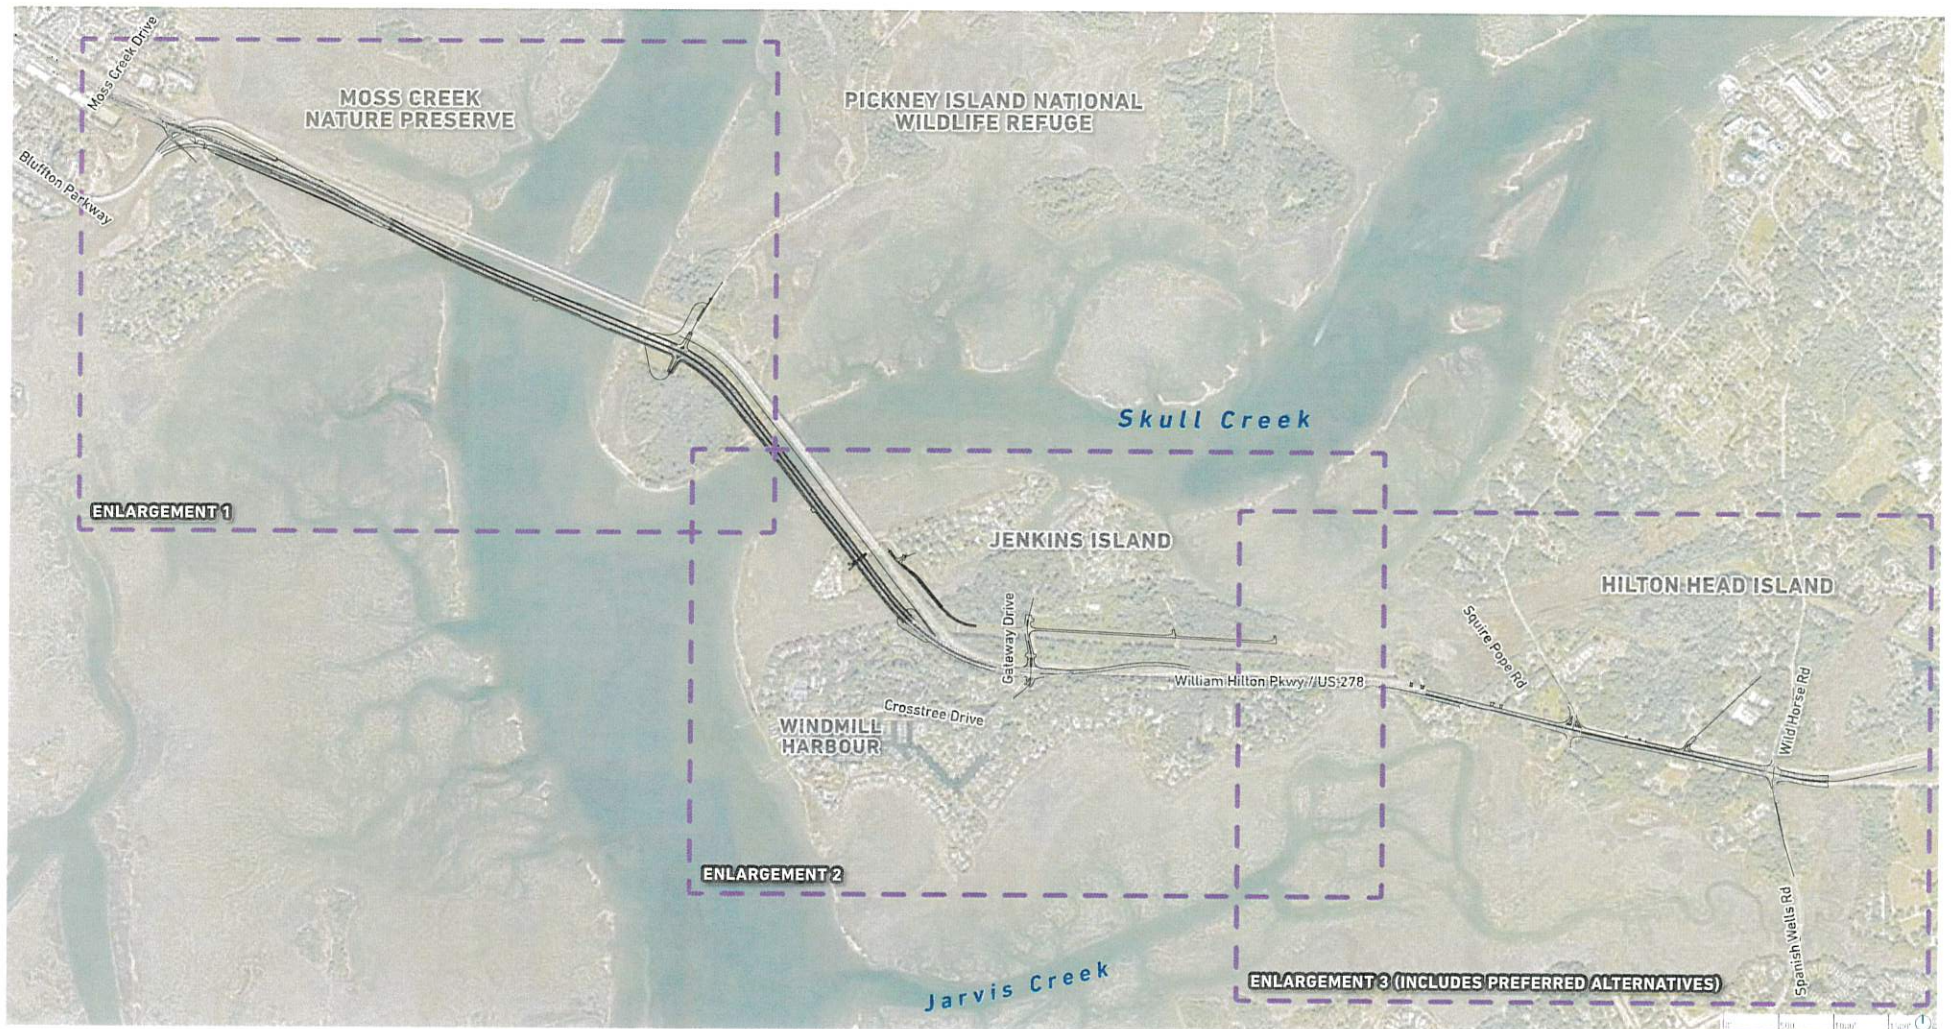 Moss Creek Drive
MOSS CREEK
NATURE PRESERVE
PICKNEY ISLAND NATIONAL
WILDLIFE REFUGE
Bluffton Parkway
Skull Creek
ENLARGEMENT 1
JENKINS ISLAND
HILTON HEAD ISLAND
Gateway Drive
Squire Pope Rd
William Hilton Pkwy / US-278
Wild Horse Rd
Crosstree Drive
WINDMILL
HARBOUR
ENLARGEMENT 2
Spanish Wells Rd
Jarvis Creek
ENLARGEMENT 3 (INCLUDES PREFERRED ALTERNATIVES)